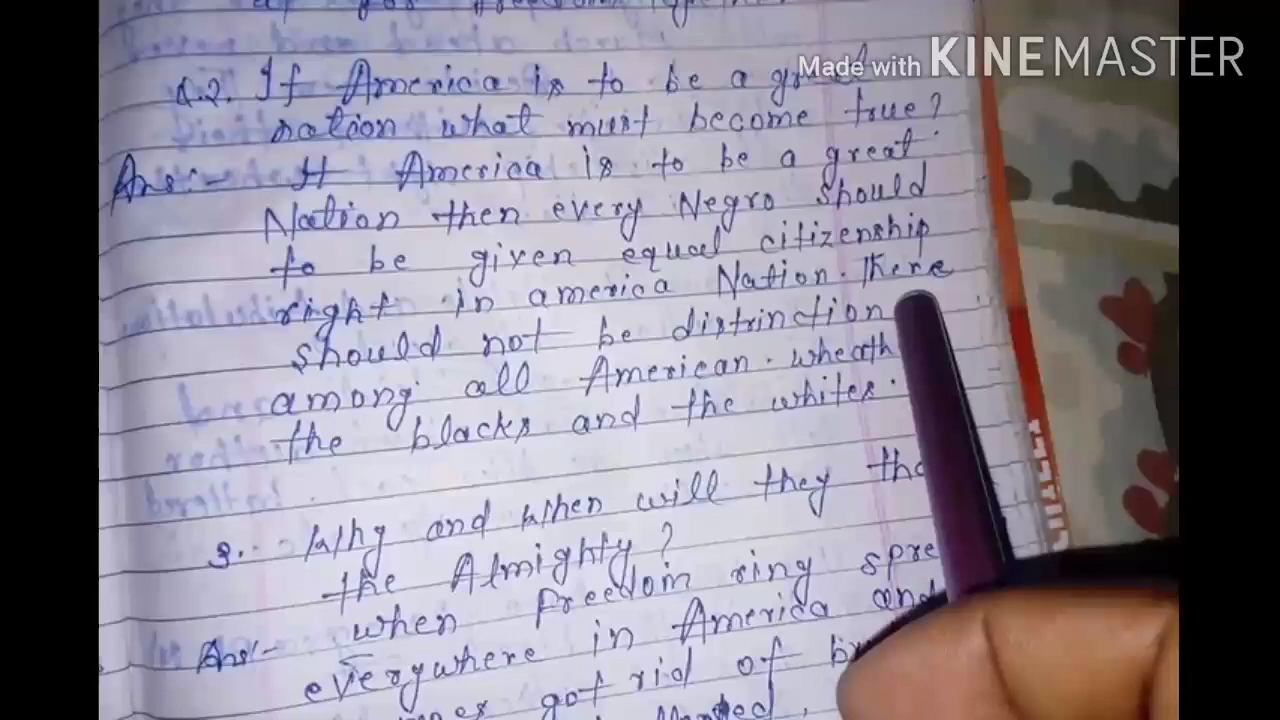 Made with KINEMASTER
Q.2. If America is to be a great
nation what must become true?
Ans:- If America is to be a great
Nation then every Negro should
to be given equal citizenship
right in america Nation. There
should not be distrinction
among all American. wheath
the blacks and the whites.
3. Why and when will they
the Almighty?
Ans:- when freedom ring
everywhere in America and
got rid of